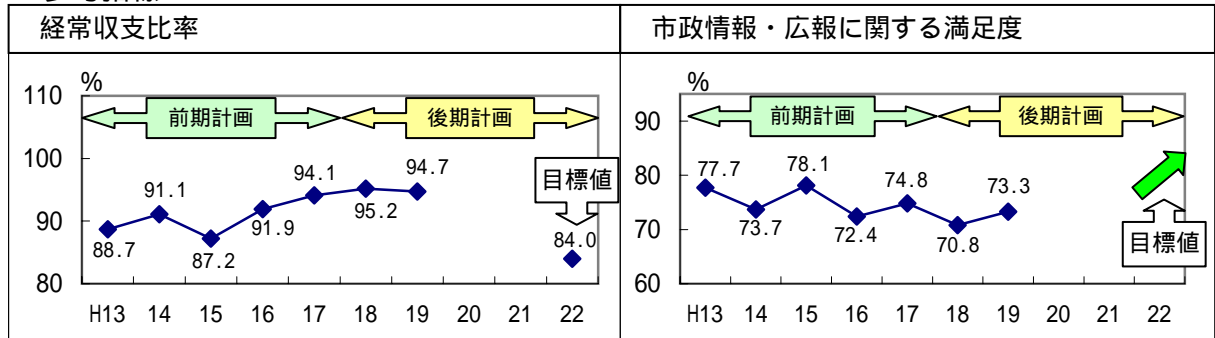 経常収支比率
%
110
100
90
80
前期計画
後期計画
88.7
91.1
87.2
91.9
94.1
95.2
94.7
目標値
84.0
H13 14 15 16 17 18 19 20 21 22
市政情報・広報に関する満足度
%
90
80
70
60
前期計画
後期計画
77.7
73.7
78.1
72.4
74.8
70.8
73.3
目標値
H13 14 15 16 17 18 19 20 21 22